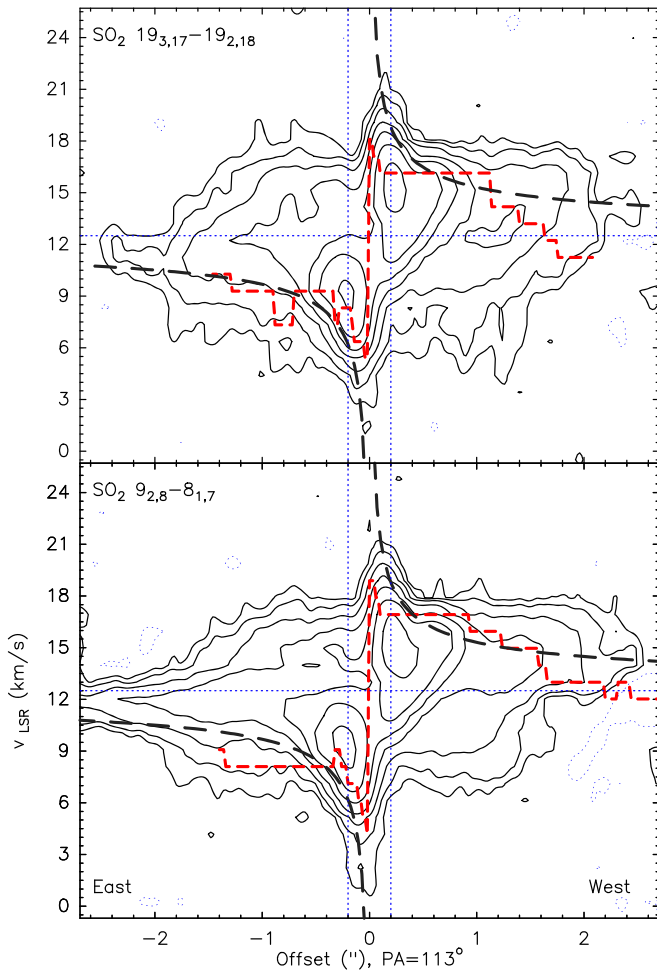 24
SO₂ 19₃,₁₇−19₂,₁₈
21
18
15
12
9
6
3
0
24
SO₂ 9₂,₈−8₁,₇
21
18
15
12
9
6
3
0
V LSR (km/s)
East
West
−2 −1 0 1 2
Offset ("), PA=113°